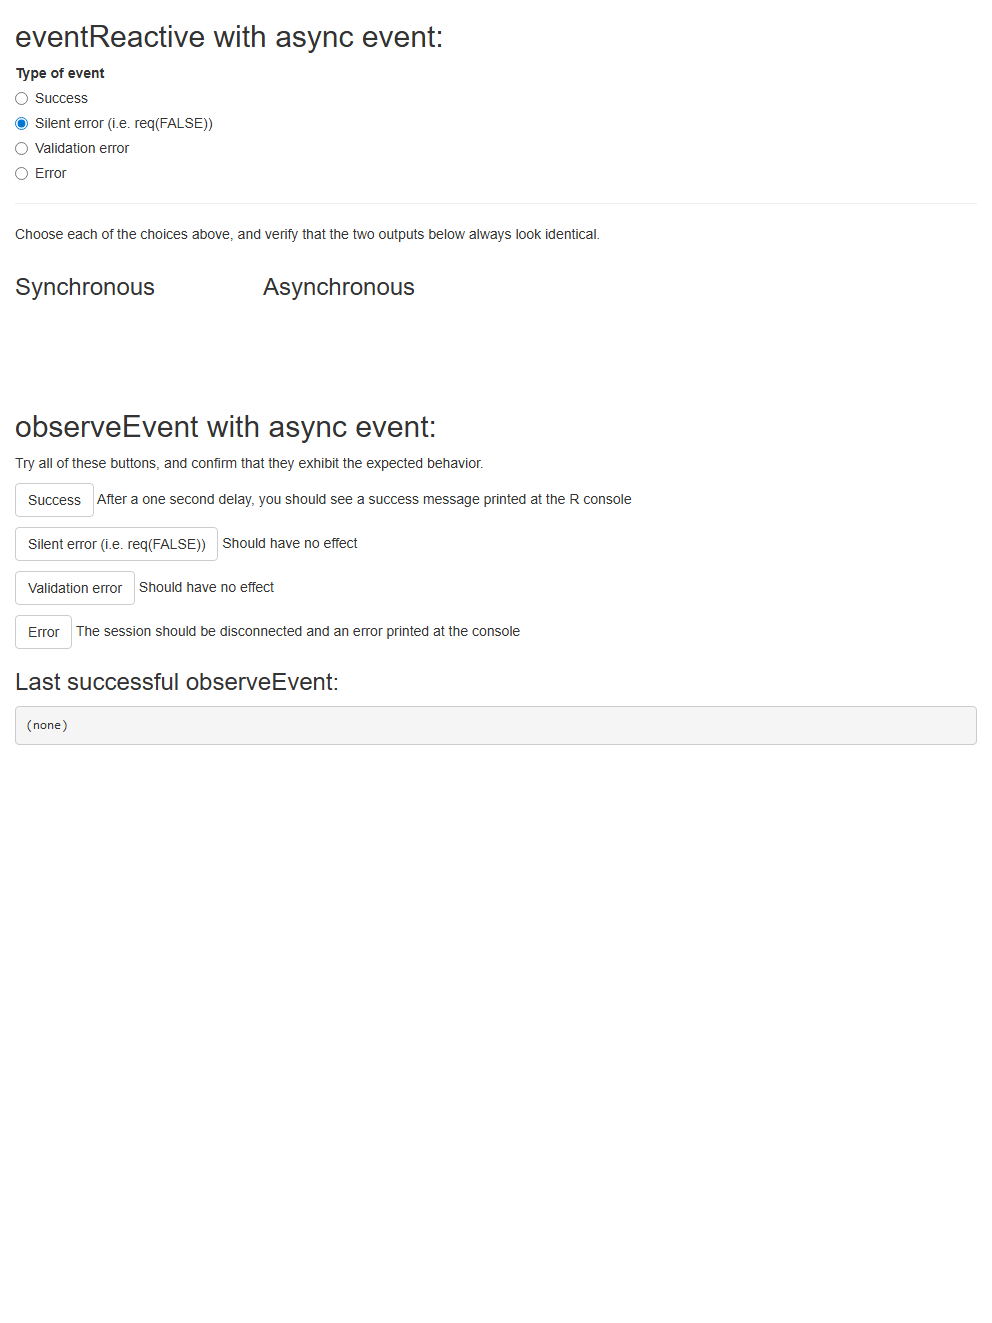 eventReactive with async event:
Type of event
Success
Silent error (i.e. req(FALSE))
Validation error
Error
Choose each of the choices above, and verify that the two outputs below always look identical.
Synchronous Asynchronous
observeEvent with async event:
Try all of these buttons, and confirm that they exhibit the expected behavior.
Success After a one second delay, you should see a success message printed at the R console
Silent error (i.e. req(FALSE)) Should have no effect
Validation error Should have no effect
Error The session should be disconnected and an error printed at the console
Last successful observeEvent:
(none)